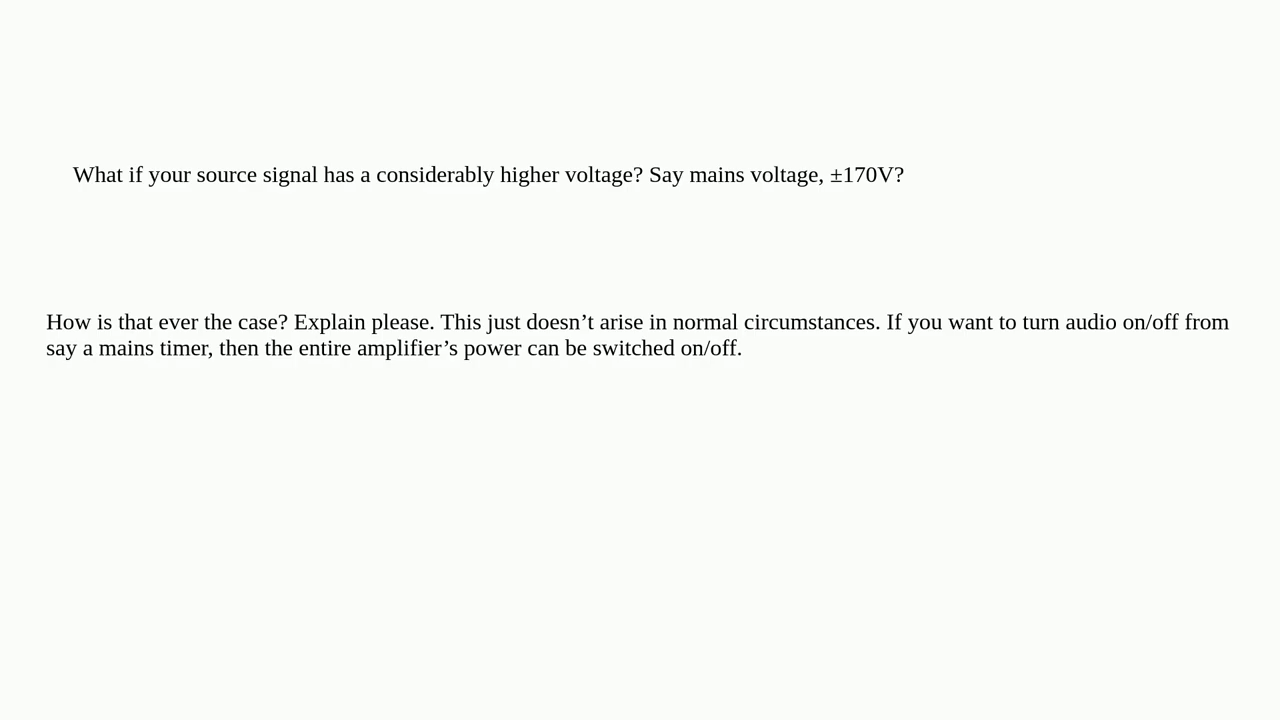 What if your source signal has a considerably higher voltage? Say mains voltage, ±170V?
How is that ever the case? Explain please. This just doesn’t arise in normal circumstances. If you want to turn audio on/off from
say a mains timer, then the entire amplifier’s power can be switched on/off.